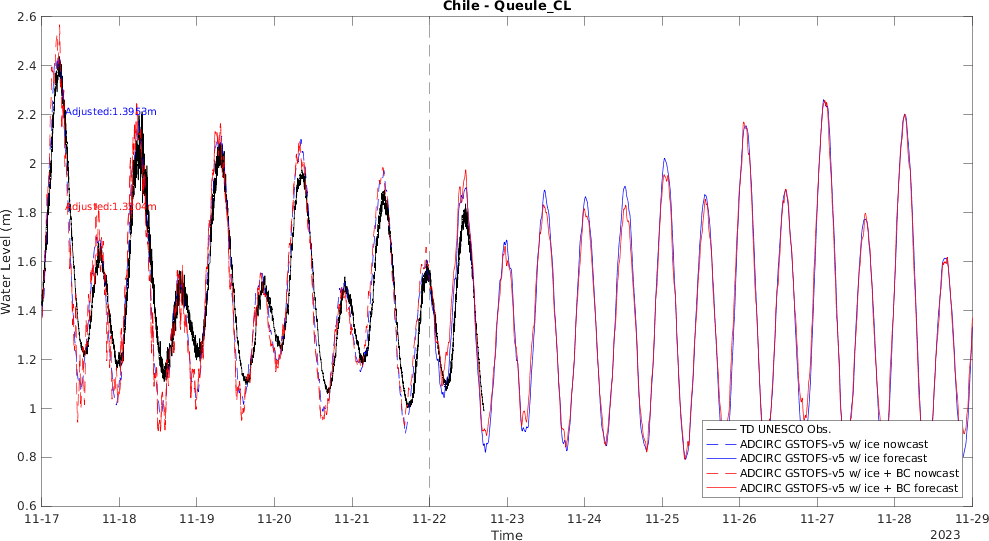 Chile - Queule_CL
2.6
2.4
2.2
2
1.8
1.6
1.4
1.2
1
0.8
0.6
Water Level (m)
Adjusted:1.3953m
TD UNESCO Obs.
ADCIRC GSTOFS-v5 w/ ice nowcast
ADCIRC GSTOFS-v5 w/ ice forecast
ADCIRC GSTOFS-v5 w/ ice + BC nowcast
ADCIRC GSTOFS-v5 w/ ice + BC forecast
11-17 11-18 11-19 11-20 11-21 11-22 11-23 11-24 11-25 11-26 11-27 11-28 11-29
Time
2023